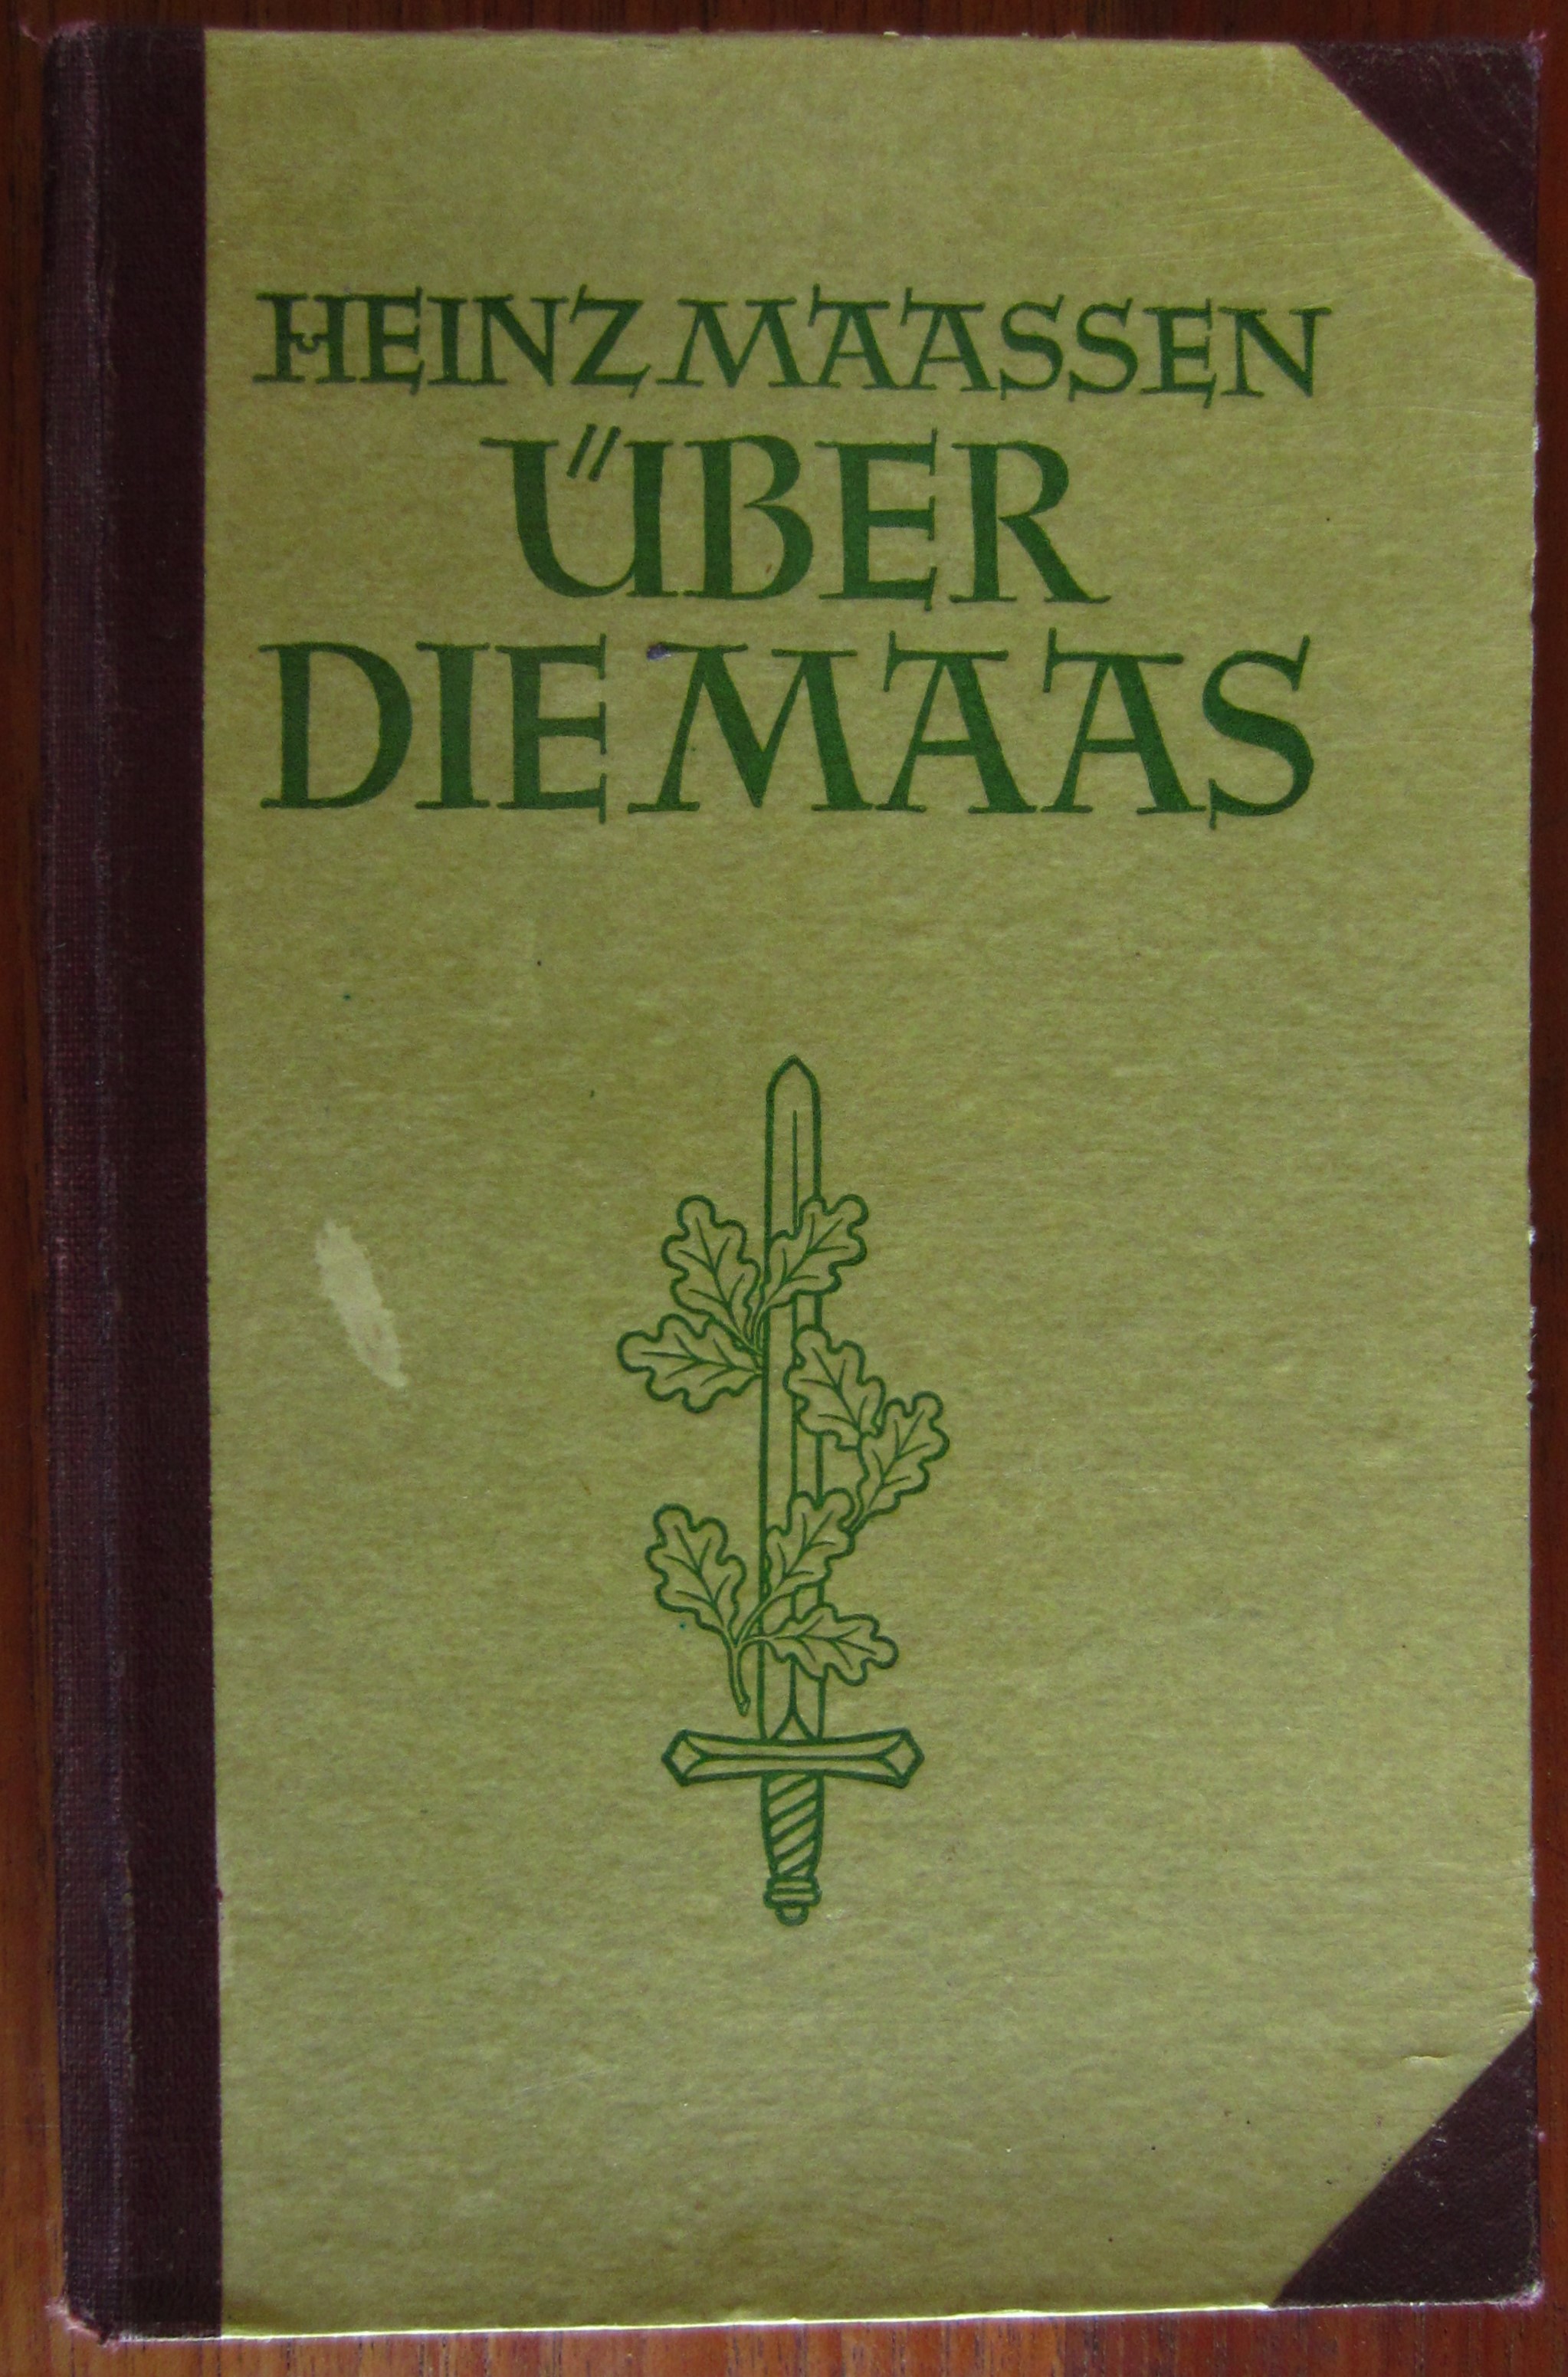 HEINZ MAASSEN
ÜBER
DIE MAAS